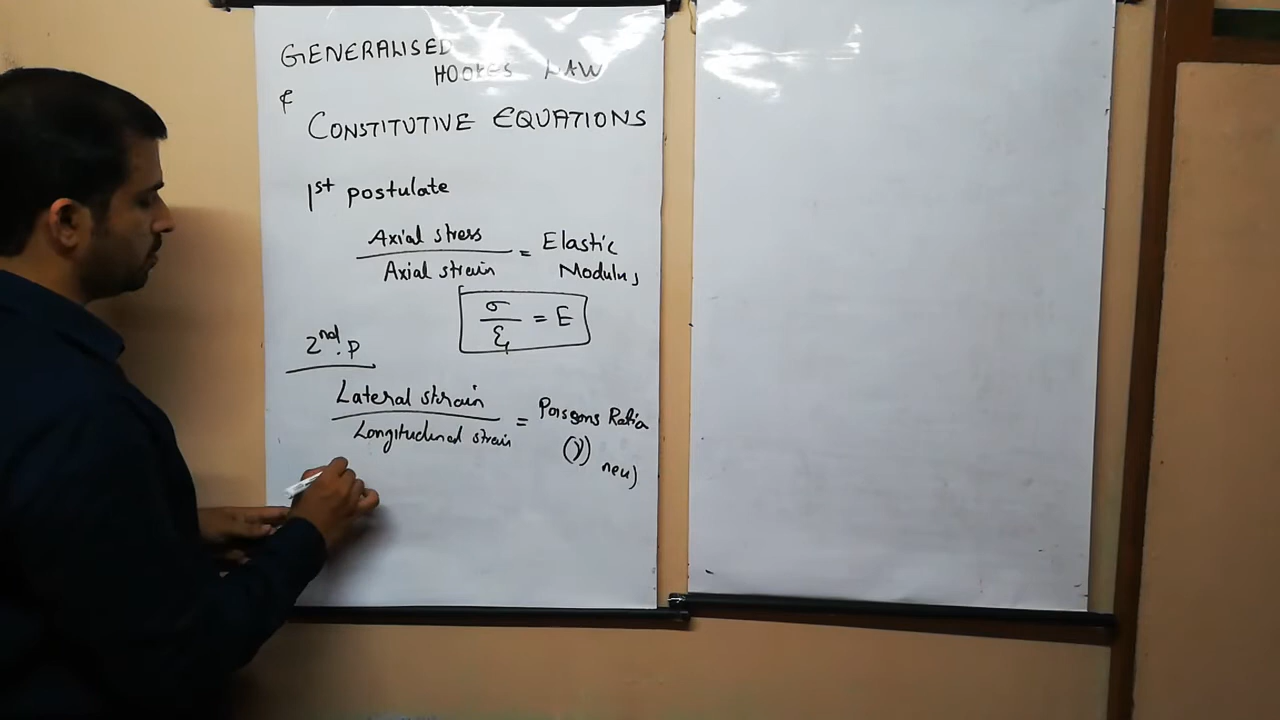 GENERALISED
HOOKES LAW
&
CONSTITUTIVE EQUATIONS
1st postulate
Axial stress
Axial strain
= Elastic
Modulus
σ
ε
= E
2nd. P
Lateral strain
Longitudinal strain
= Poissons Ratio
(γ)
neu)